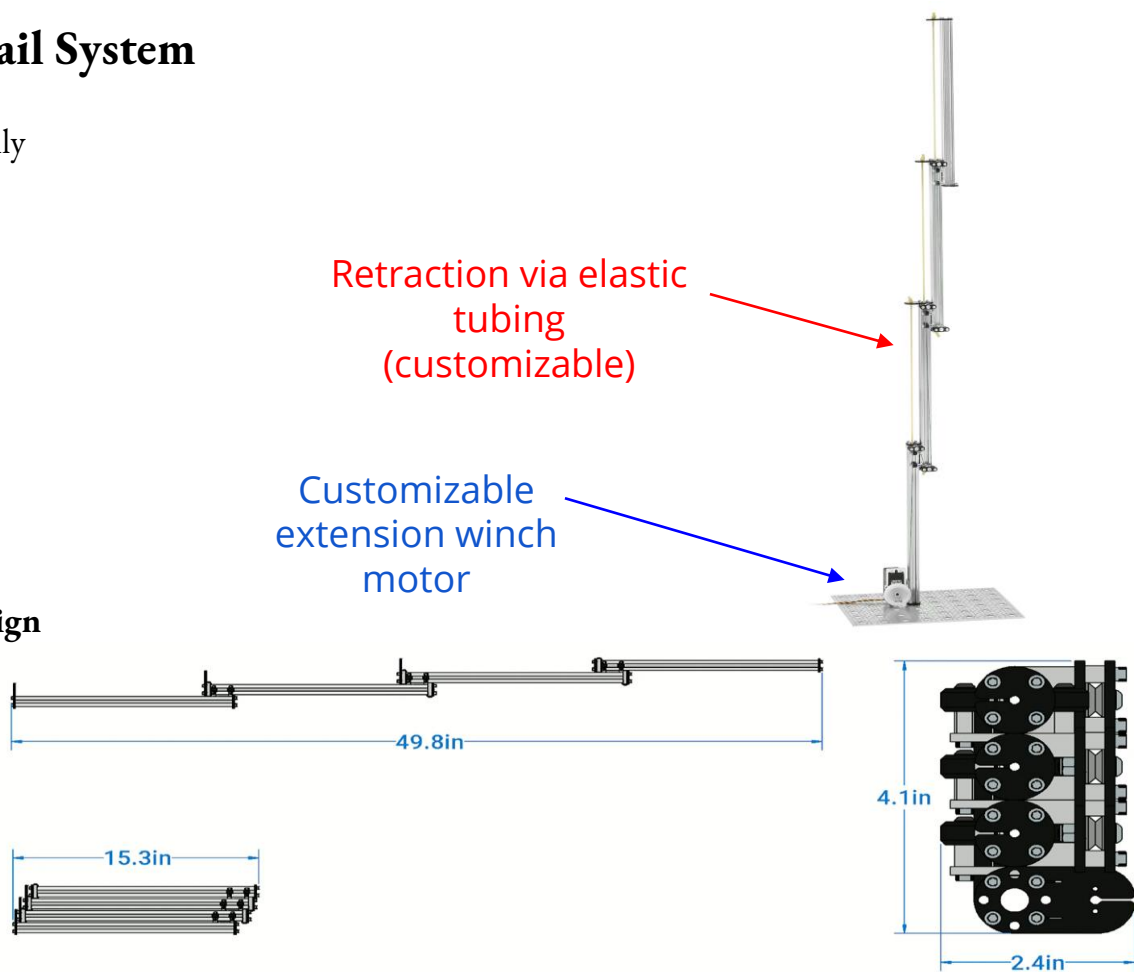 ail System
ly
Retraction via elastic
tubing
(customizable)
Customizable
extension winch
motor
ign
49.8in
4.1in
15.3in
2.4in